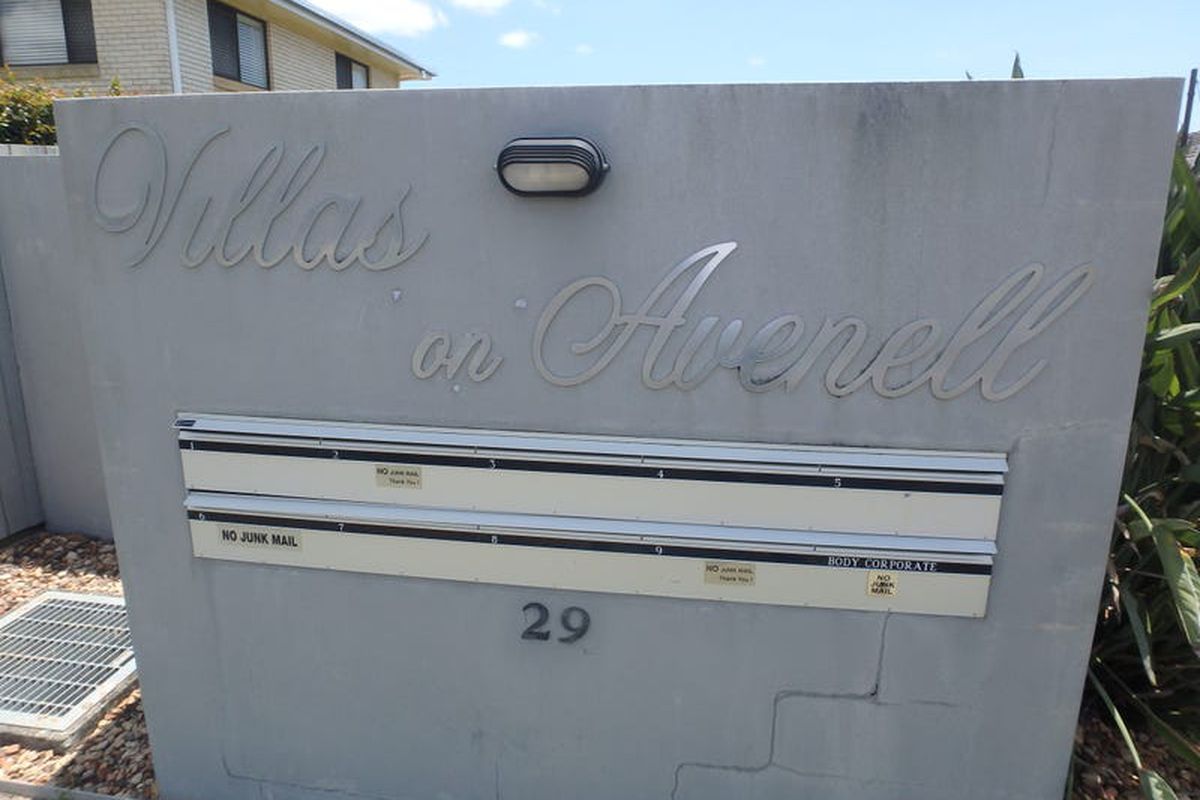 Villas
on Avenell
1 2 3 4 5
NO JUNK MAIL
Thank You !
6 7 8 9 BODY CORPORATE
NO JUNK MAIL
NO JUNK MAIL
Thank You !
NO
JUNK
MAIL
29